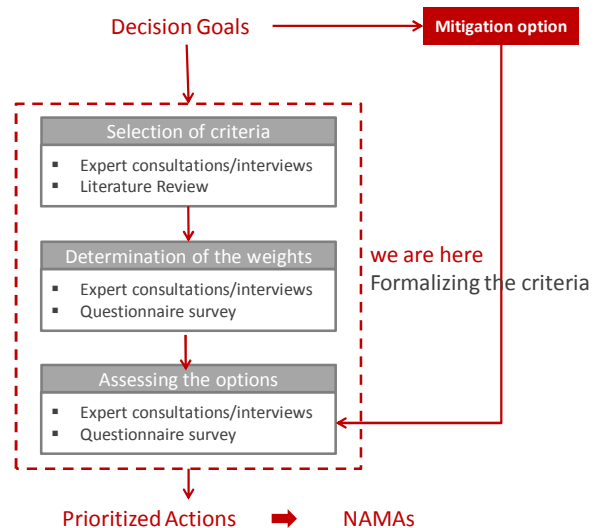 Decision Goals
Mitigation option
Selection of criteria
▪ Expert consultations/interviews
▪ Literature Review
Determination of the weights
▪ Expert consultations/interviews
▪ Questionnaire survey
we are here
Formalizing the criteria
Assessing the options
▪ Expert consultations/interviews
▪ Questionnaire survey
Prioritized Actions
NAMAs